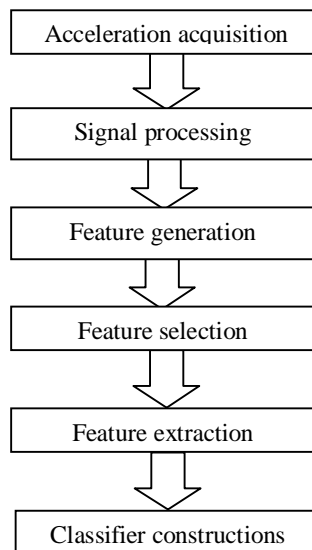 Acceleration acquisition
Signal processing
Feature generation
Feature selection
Feature extraction
Classifier constructions